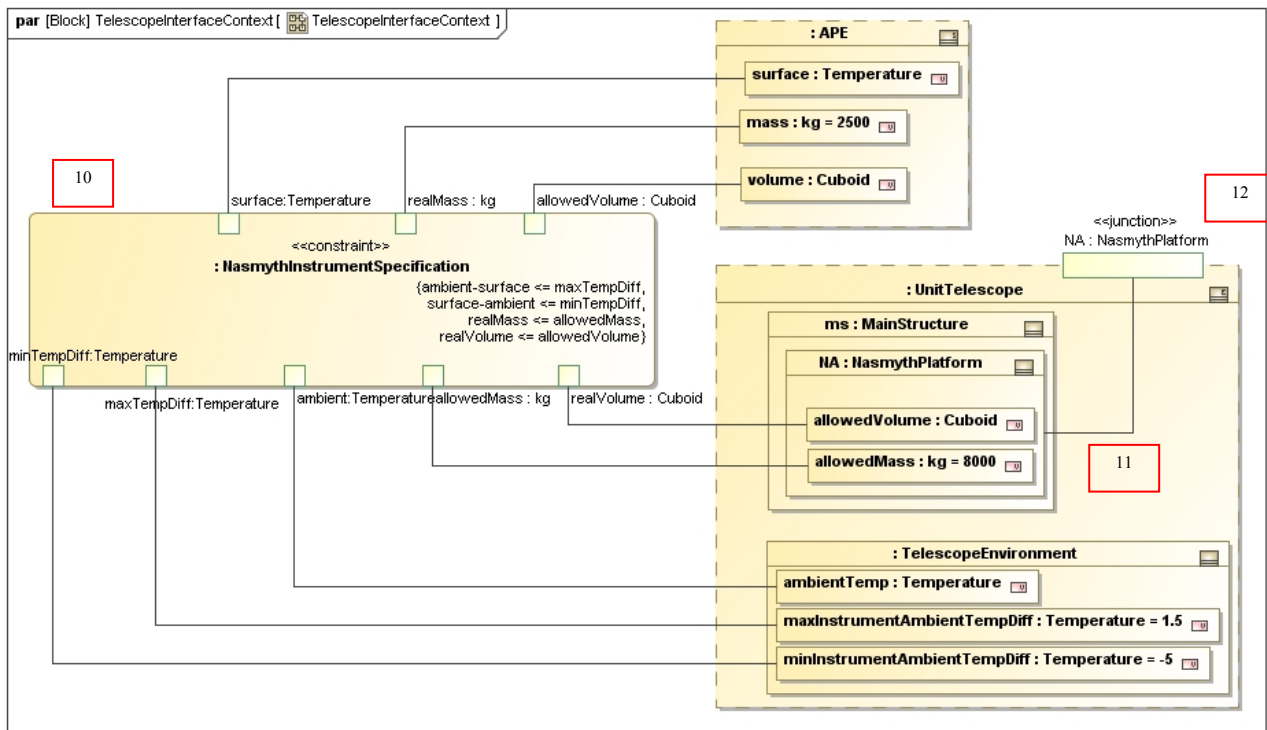 par [Block] TelescopeInterfaceContext [ TelescopeInterfaceContext ]
: APE
surface : Temperature
mass : kg = 2500
volume : Cuboid
10
12
surface:Temperature
realMass : kg
allowedVolume : Cuboid
<<constraint>>
: NasmythInstrumentSpecification
{ambient-surface <= maxTempDiff,
surface-ambient <= minTempDiff,
realMass <= allowedMass,
realVolume <= allowedVolume}
minTempDiff:Temperature
maxTempDiff:Temperature
ambient:Temperature
allowedMass : kg
realVolume : Cuboid
<<junction>>
NA : NasmythPlatform
: UnitTelescope
ms : MainStructure
NA : NasmythPlatform
allowedVolume : Cuboid
allowedMass : kg = 8000
11
: TelescopeEnvironment
ambientTemp : Temperature
maxInstrumentAmbientTempDiff : Temperature = 1.5
minInstrumentAmbientTempDiff : Temperature = -5